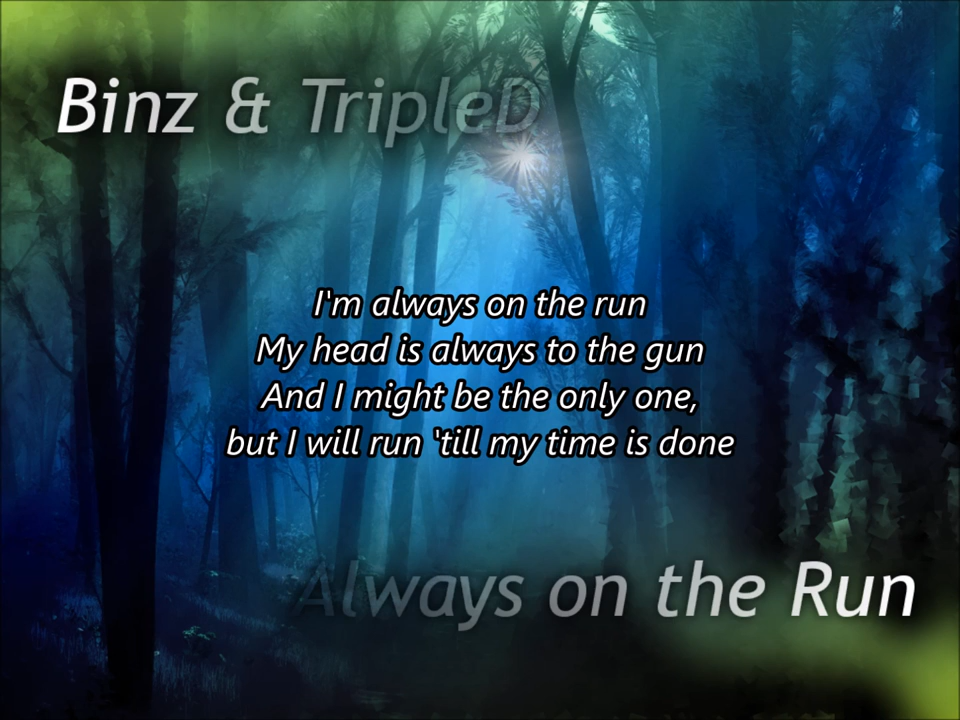 Binz & TripleD
I'm always on the run
My head is always to the gun
And I might be the only one,
but I will run 'till my time is done
Always on the Run